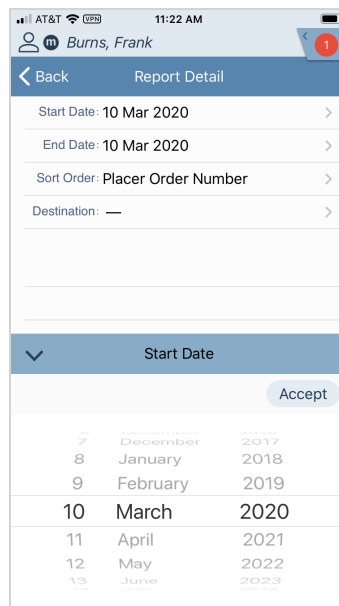 AT&T VPN 11:22 AM
m Burns, Frank 1
Back Report Detail
Start Date: 10 Mar 2020
End Date: 10 Mar 2020
Sort Order: Placer Order Number
Destination: —
Start Date
Accept
7 December 2017
8 January 2018
9 February 2019
10 March 2020
11 April 2021
12 May 2022
13 June 2023